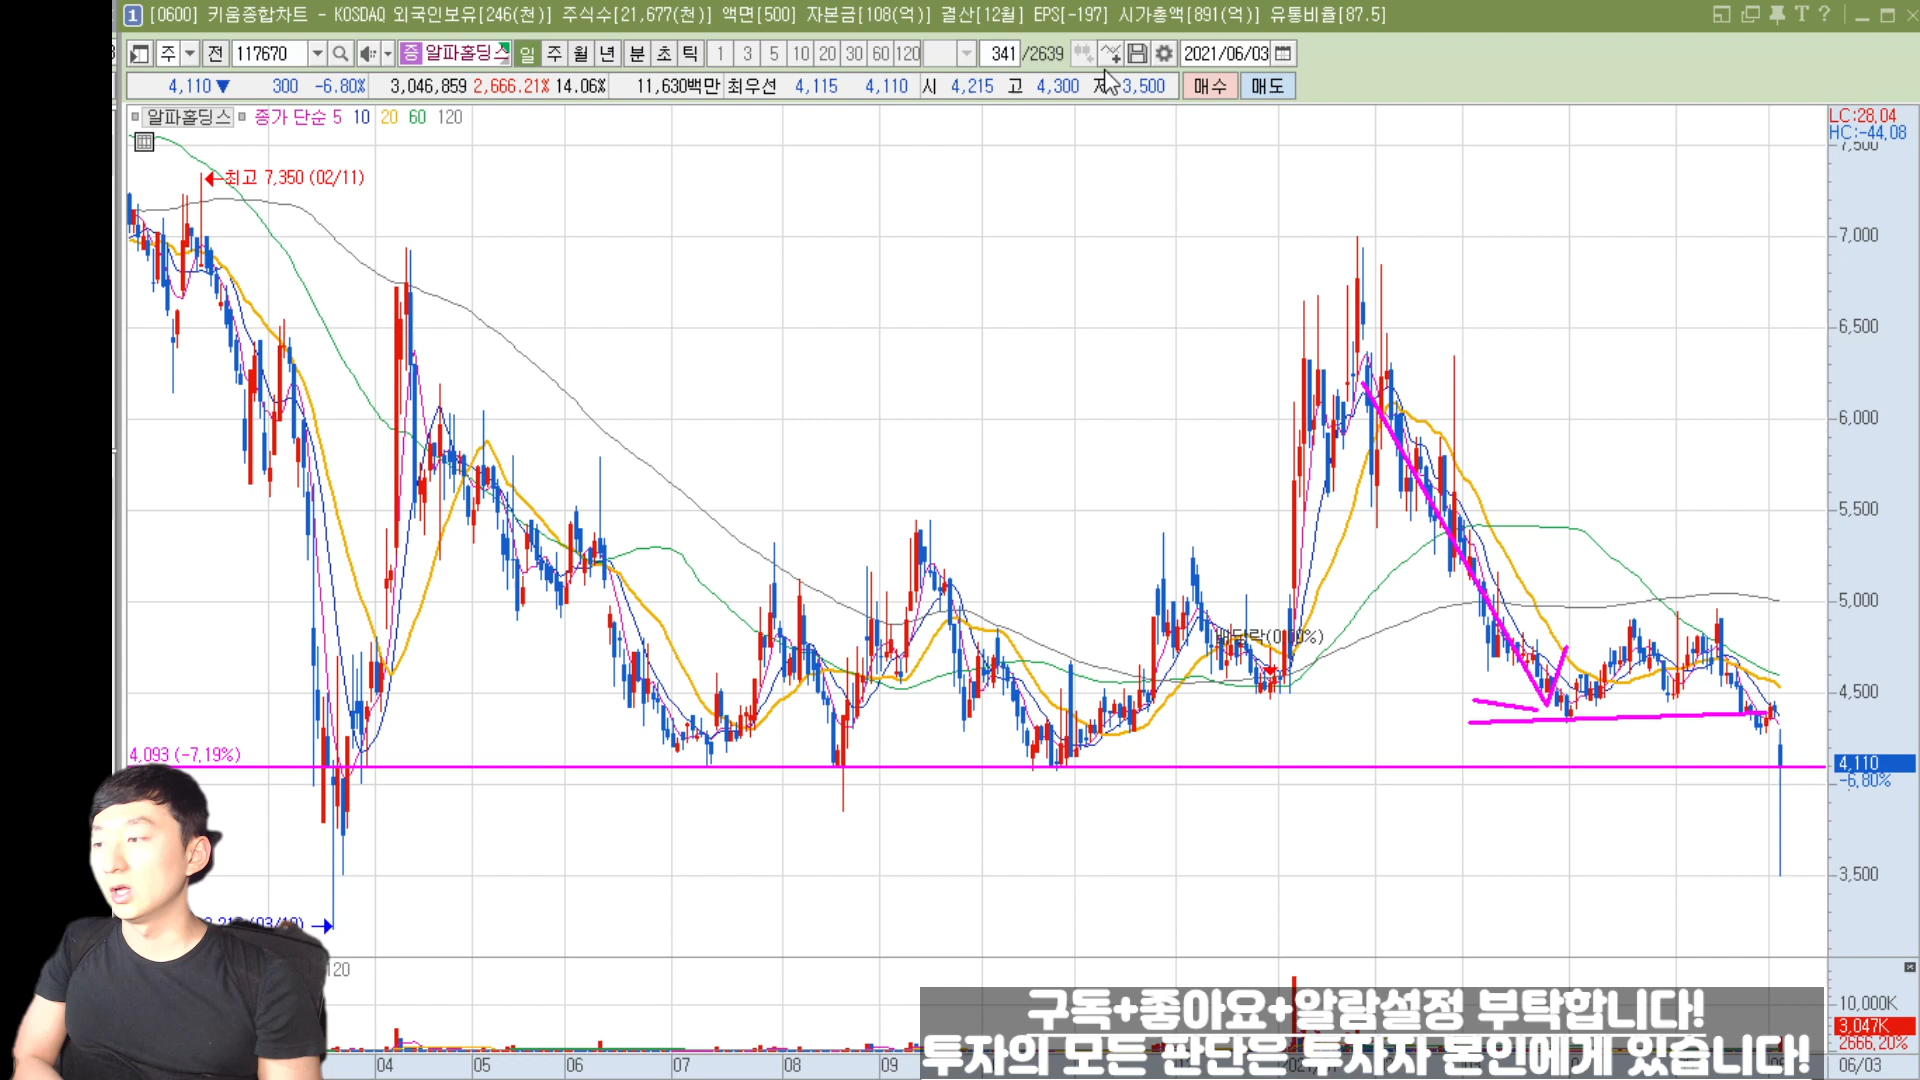 1 [0600] 키움종합차트 - KOSDAQ 외국인보유[246(천)] 주식수[21,677(천)] 액면[500] 자본금[108(억)] 결산[12월] EPS[-197] 시가총액[891(억)] 유통비율[87.5]
주 전 117670 증 알파홀딩스 일 주 월 년 분 초 틱 1 3 5 10 20 30 60 120 341 /2639 2021/06/03
4,110 ▼ 300 -6.80% 3,046,859 2,666.21% 14.06% 11,630백만 최우선 4,115 4,110 시 4,215 고 4,300 저 3,500 매수 매도
알파홀딩스 종가 단순 5 10 20 60 120
LC:28.04
HC:-44.08
최고 7,350 (02/11)
7,500
7,000
6,500
6,000
5,500
5,000
4,500
4,110
-6.80%
3,500
4,093 (-7.19%)
120
10,000K
3,047K
2666.20%
04 05 06 07 08 09
06/03
구독+좋아요+알람설정 부탁합니다!
투자의 모든 판단은 투자자 본인에게 있습니다!